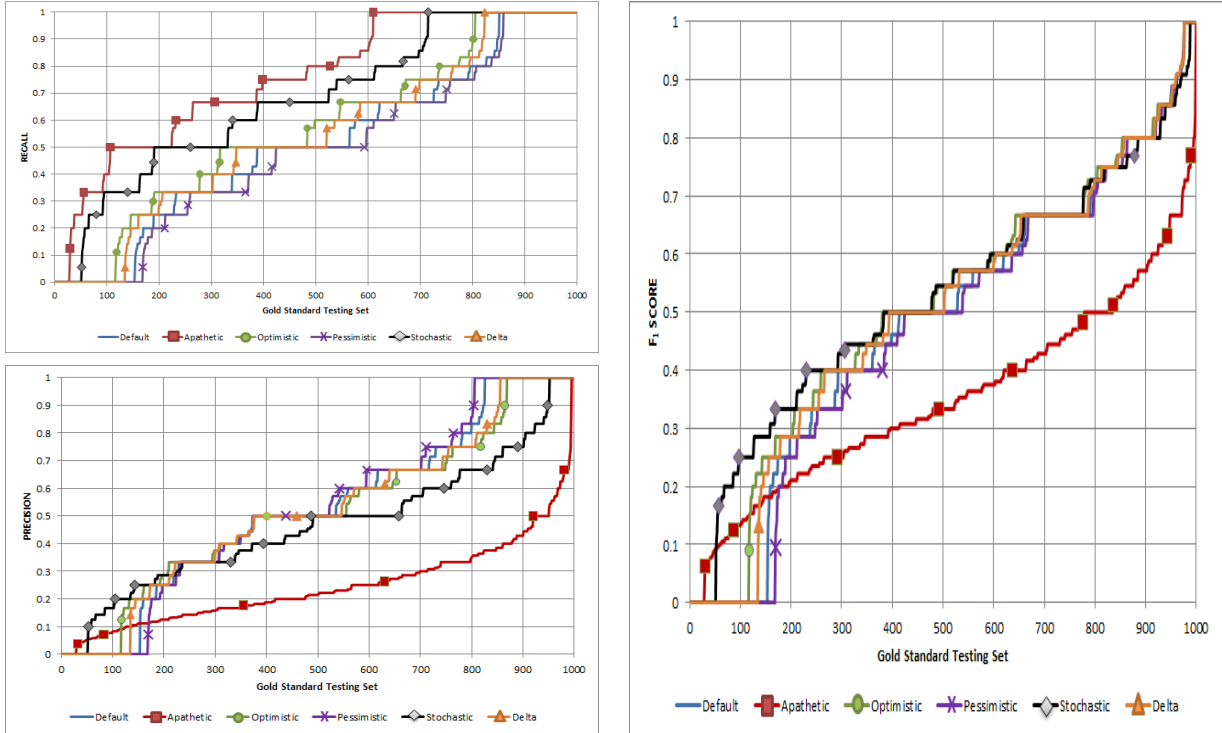 RECALL
1
0.9
0.8
0.7
0.6
0.5
0.4
0.3
0.2
0.1
0
0 100 200 300 400 500 600 700 800 900 1000
Gold Standard Testing Set
Default Apathetic Optimistic Pessimistic Stochastic Delta
PRECRION
1
0.9
0.8
0.7
0.6
0.5
0.4
0.3
0.2
0.1
0
0 100 200 300 400 500 600 700 800 900 1000
Gold Standard Testing Set
Default Apathetic Optimistic Pessimistic Stochastic Delta
F₁ SCORE
1
0.9
0.8
0.7
0.6
0.5
0.4
0.3
0.2
0.1
0
0 100 200 300 400 500 600 700 800 900 1000
Gold Standard Testing Set
Default Apathetic Optimistic Pessimistic Stochastic Delta